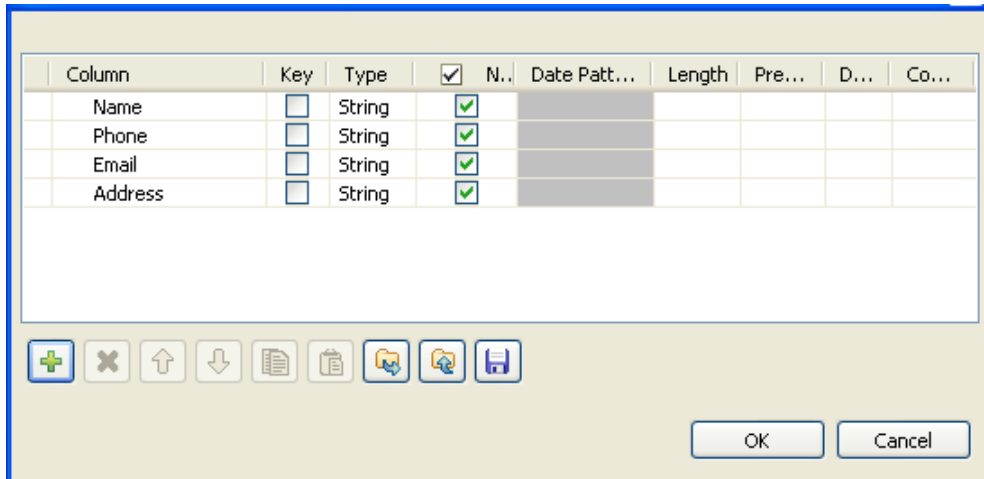 Column Key Type N.. Date Patt... Length Pre... D... Co...
Name String
Phone String
Email String
Address String
OK Cancel